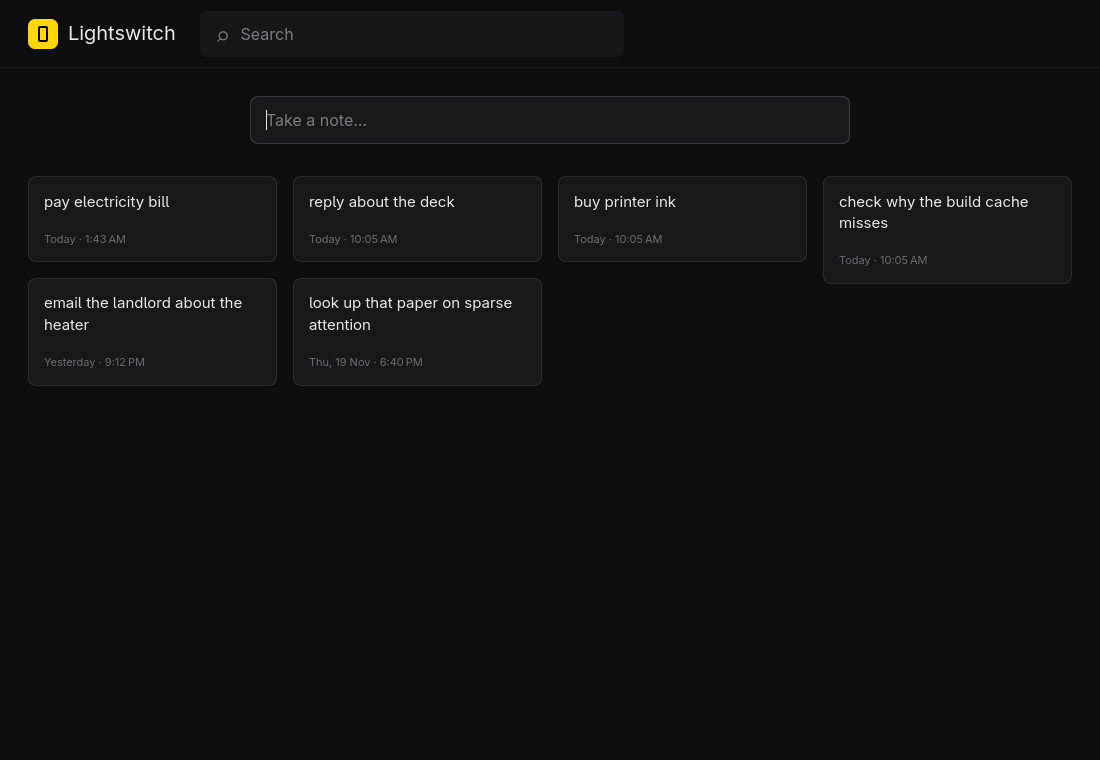 Lightswitch
Search
Take a note...
pay electricity bill
Today · 1:43 AM
reply about the deck
Today · 10:05 AM
buy printer ink
Today · 10:05 AM
check why the build cache
misses
Today · 10:05 AM
email the landlord about the
heater
Yesterday · 9:12 PM
look up that paper on sparse
attention
Thu, 19 Nov · 6:40 PM